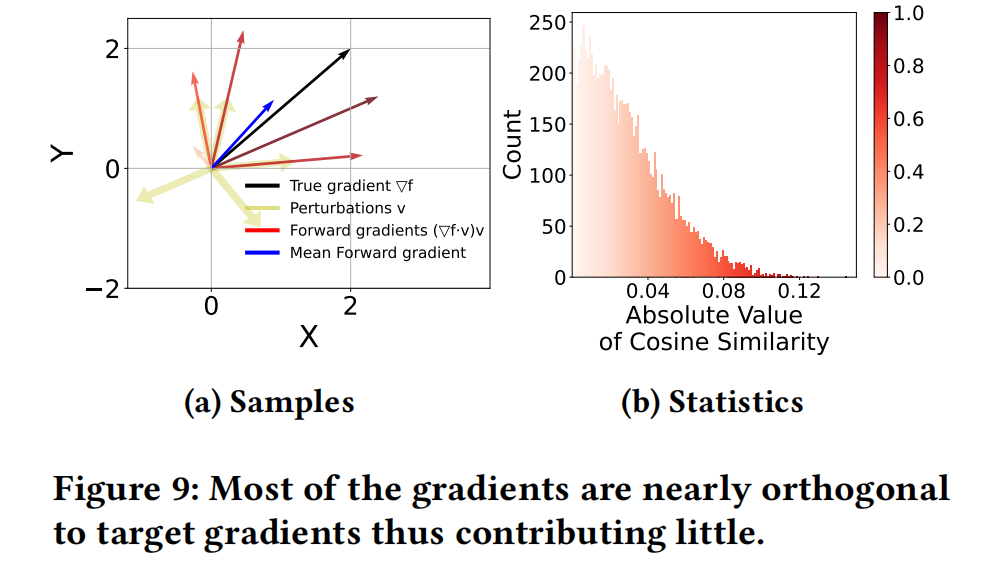 2
0
−2
Y
0
2
X
True gradient ▽f
Perturbations v
Forward gradients (▽f·v)v
Mean Forward gradient
(a) Samples
250
200
150
100
50
0
Count
0.04
0.08
0.12
Absolute Value
of Cosine Similarity
1.0
0.8
0.6
0.4
0.2
0.0
(b) Statistics
Figure 9: Most of the gradients are nearly orthogonal
to target gradients thus contributing little.